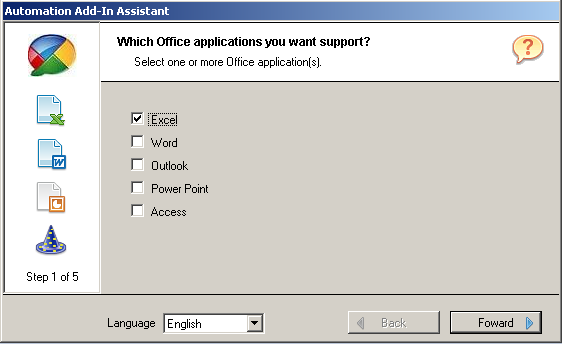 Automation Add-In Assistant
Which Office applications you want support?
Select one or more Office application(s).
Excel
Word
Outlook
Power Point
Access
Step 1 of 5
Language English Back Foward